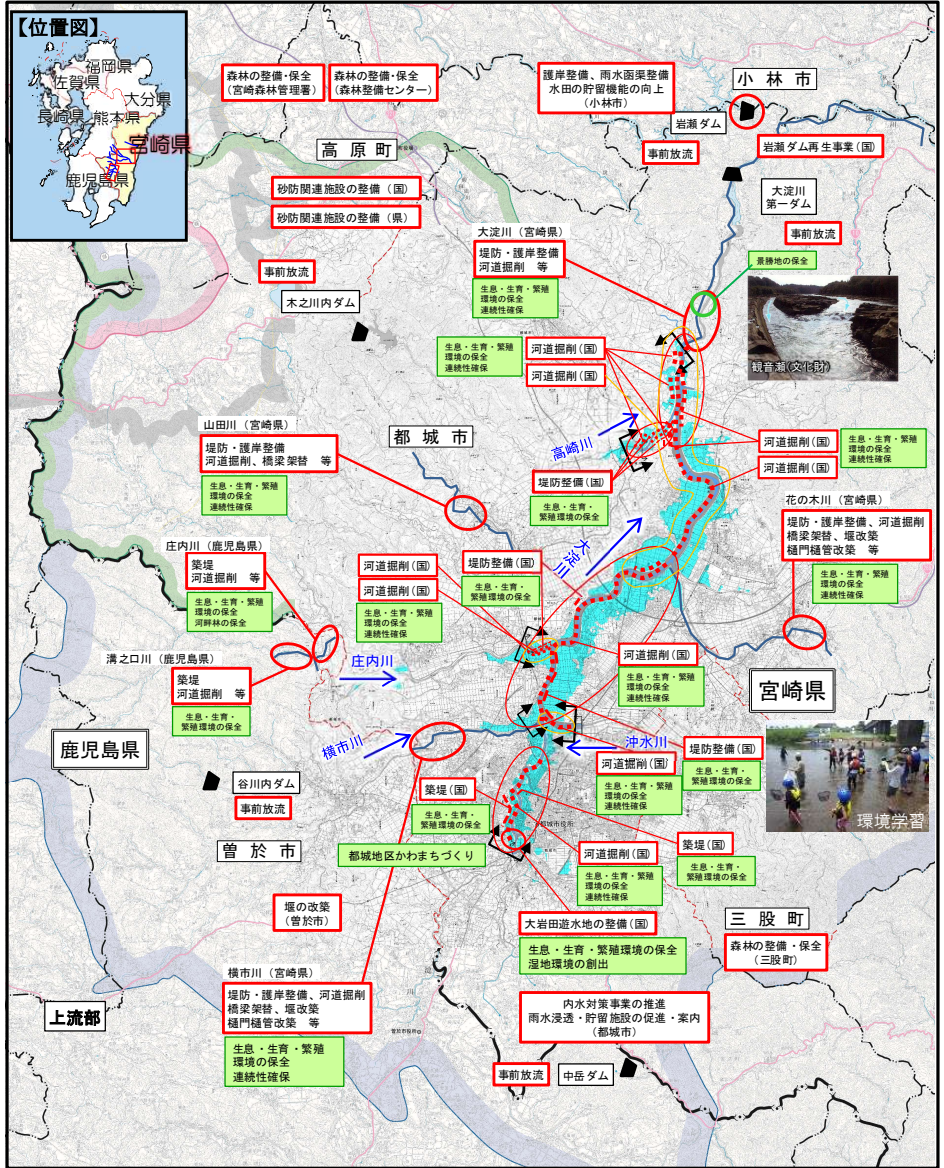 【位置図】
福岡県
佐賀県
大分県
長崎県
熊本県
宮崎県
鹿児島県
森林の整備・保全
(宮崎森林管理署)
森林の整備・保全
(森林整備センター)
護岸整備、雨水函渠整備
水田の貯留機能の向上
(小林市)
小林市
岩瀬ダム
事前放流
岩瀬ダム再生事業(国)
高原町
砂防関連施設の整備(国)
砂防関連施設の整備(県)
大淀川
第一ダム
事前放流
景勝地の保全
観音瀬(文化財)
事前放流
木之川内ダム
大淀川(宮崎県)
堤防・護岸整備
河道掘削 等
生息・生育・繁殖
環境の保全
連続性確保
生息・生育・繁殖
環境の保全
連続性確保
河道掘削(国)
河道掘削(国)
山田川(宮崎県)
堤防・護岸整備
河道掘削、橋梁架替 等
生息・生育・繁殖
環境の保全
連続性確保
都城市
高崎川
堤防整備(国)
生息・生育・
繁殖環境の保全
河道掘削(国)
河道掘削(国)
生息・生育・繁殖
環境の保全
連続性確保
花の木川(宮崎県)
堤防・護岸整備、河道掘削
橋梁架替、堰改築
樋門樋管改築 等
生息・生育・繁殖
環境の保全
連続性確保
大淀川
庄内川(鹿児島県)
築堤
河道掘削 等
生息・生育・繁殖
環境の保全
河畔林の保全
河道掘削(国)
河道掘削(国)
生息・生育・繁殖
環境の保全
連続性確保
堤防整備(国)
生息・生育・
繁殖環境の保全
溝之口川(鹿児島県)
築堤
河道掘削 等
生息・生育・
繁殖環境の保全
庄内川
河道掘削(国)
生息・生育・繁殖
環境の保全
連続性確保
宮崎県
鹿児島県
横市川
沖水川
堤防整備(国)
生息・生育・
繁殖環境の保全
河道掘削(国)
生息・生育・繁殖
環境の保全
連続性確保
環境学習
谷川内ダム
事前放流
築堤(国)
生息・生育・
繁殖環境の保全
都城市役所
曽於市
都城地区かわまちづくり
河道掘削(国)
生息・生育・繁殖
環境の保全
連続性確保
築堤(国)
生息・生育・
繁殖環境の保全
堰の改築
(曽於市)
大岩田遊水地の整備(国)
生息・生育・繁殖環境の保全
湿地環境の創出
三股町
森林の整備・保全
(三股町)
横市川(宮崎県)
堤防・護岸整備、河道掘削
橋梁架替、堰改築
樋門樋管改築 等
生息・生育・繁殖
環境の保全
連続性確保
上流部
内水対策事業の推進
雨水浸透・貯留施設の促進・案内
(都城市)
曽於市役所
事前放流
中岳ダム